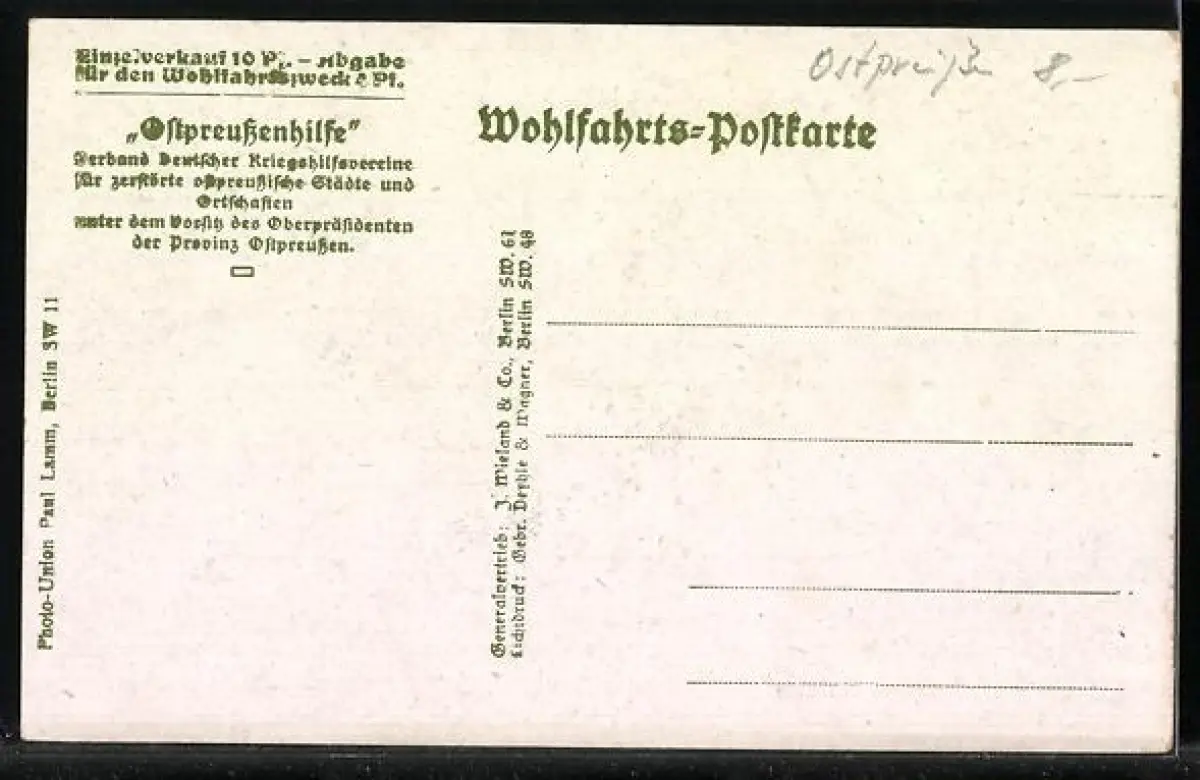 Einzelverkauf 10 Pf. – Abgabe
für den Wohlfahrtszweck Pf.
„Ostpreußenhilfe"
Verband Deutscher Kriegshilfsvereine
für zerstörte ostpreußische Städte und
Ortschaften
unter dem Vorsitz des Oberpräsidenten
der Provinz Ostpreußen.
Ostpreußen 8,–
Wohlfahrts-Postkarte
Photo-Union Paul Lamm, Berlin SW 11
Generalvertrieb: J. Wieland & Co., Berlin SW. 61
Lichtdruck: Gebr. & Wagner, Berlin SW. 48